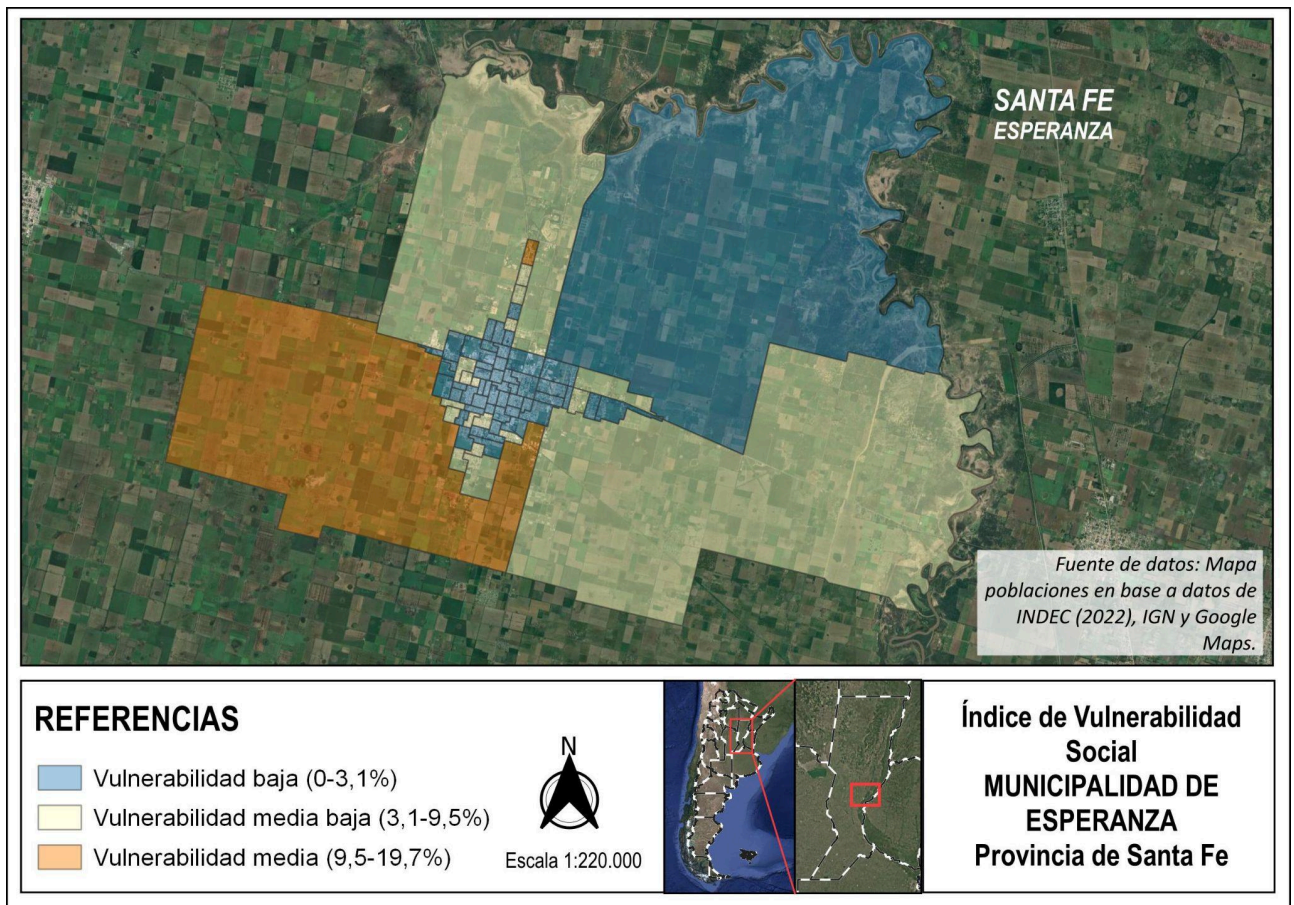 SANTA FE
ESPERANZA
Fuente de datos: Mapa
poblaciones en base a datos de
INDEC (2022), IGN y Google
Maps.
REFERENCIAS
Vulnerabilidad baja (0-3,1%)
Vulnerabilidad media baja (3,1-9,5%)
Vulnerabilidad media (9,5-19,7%)
N
Escala 1:220.000
Índice de Vulnerabilidad
Social
MUNICIPALIDAD DE
ESPERANZA
Provincia de Santa Fe